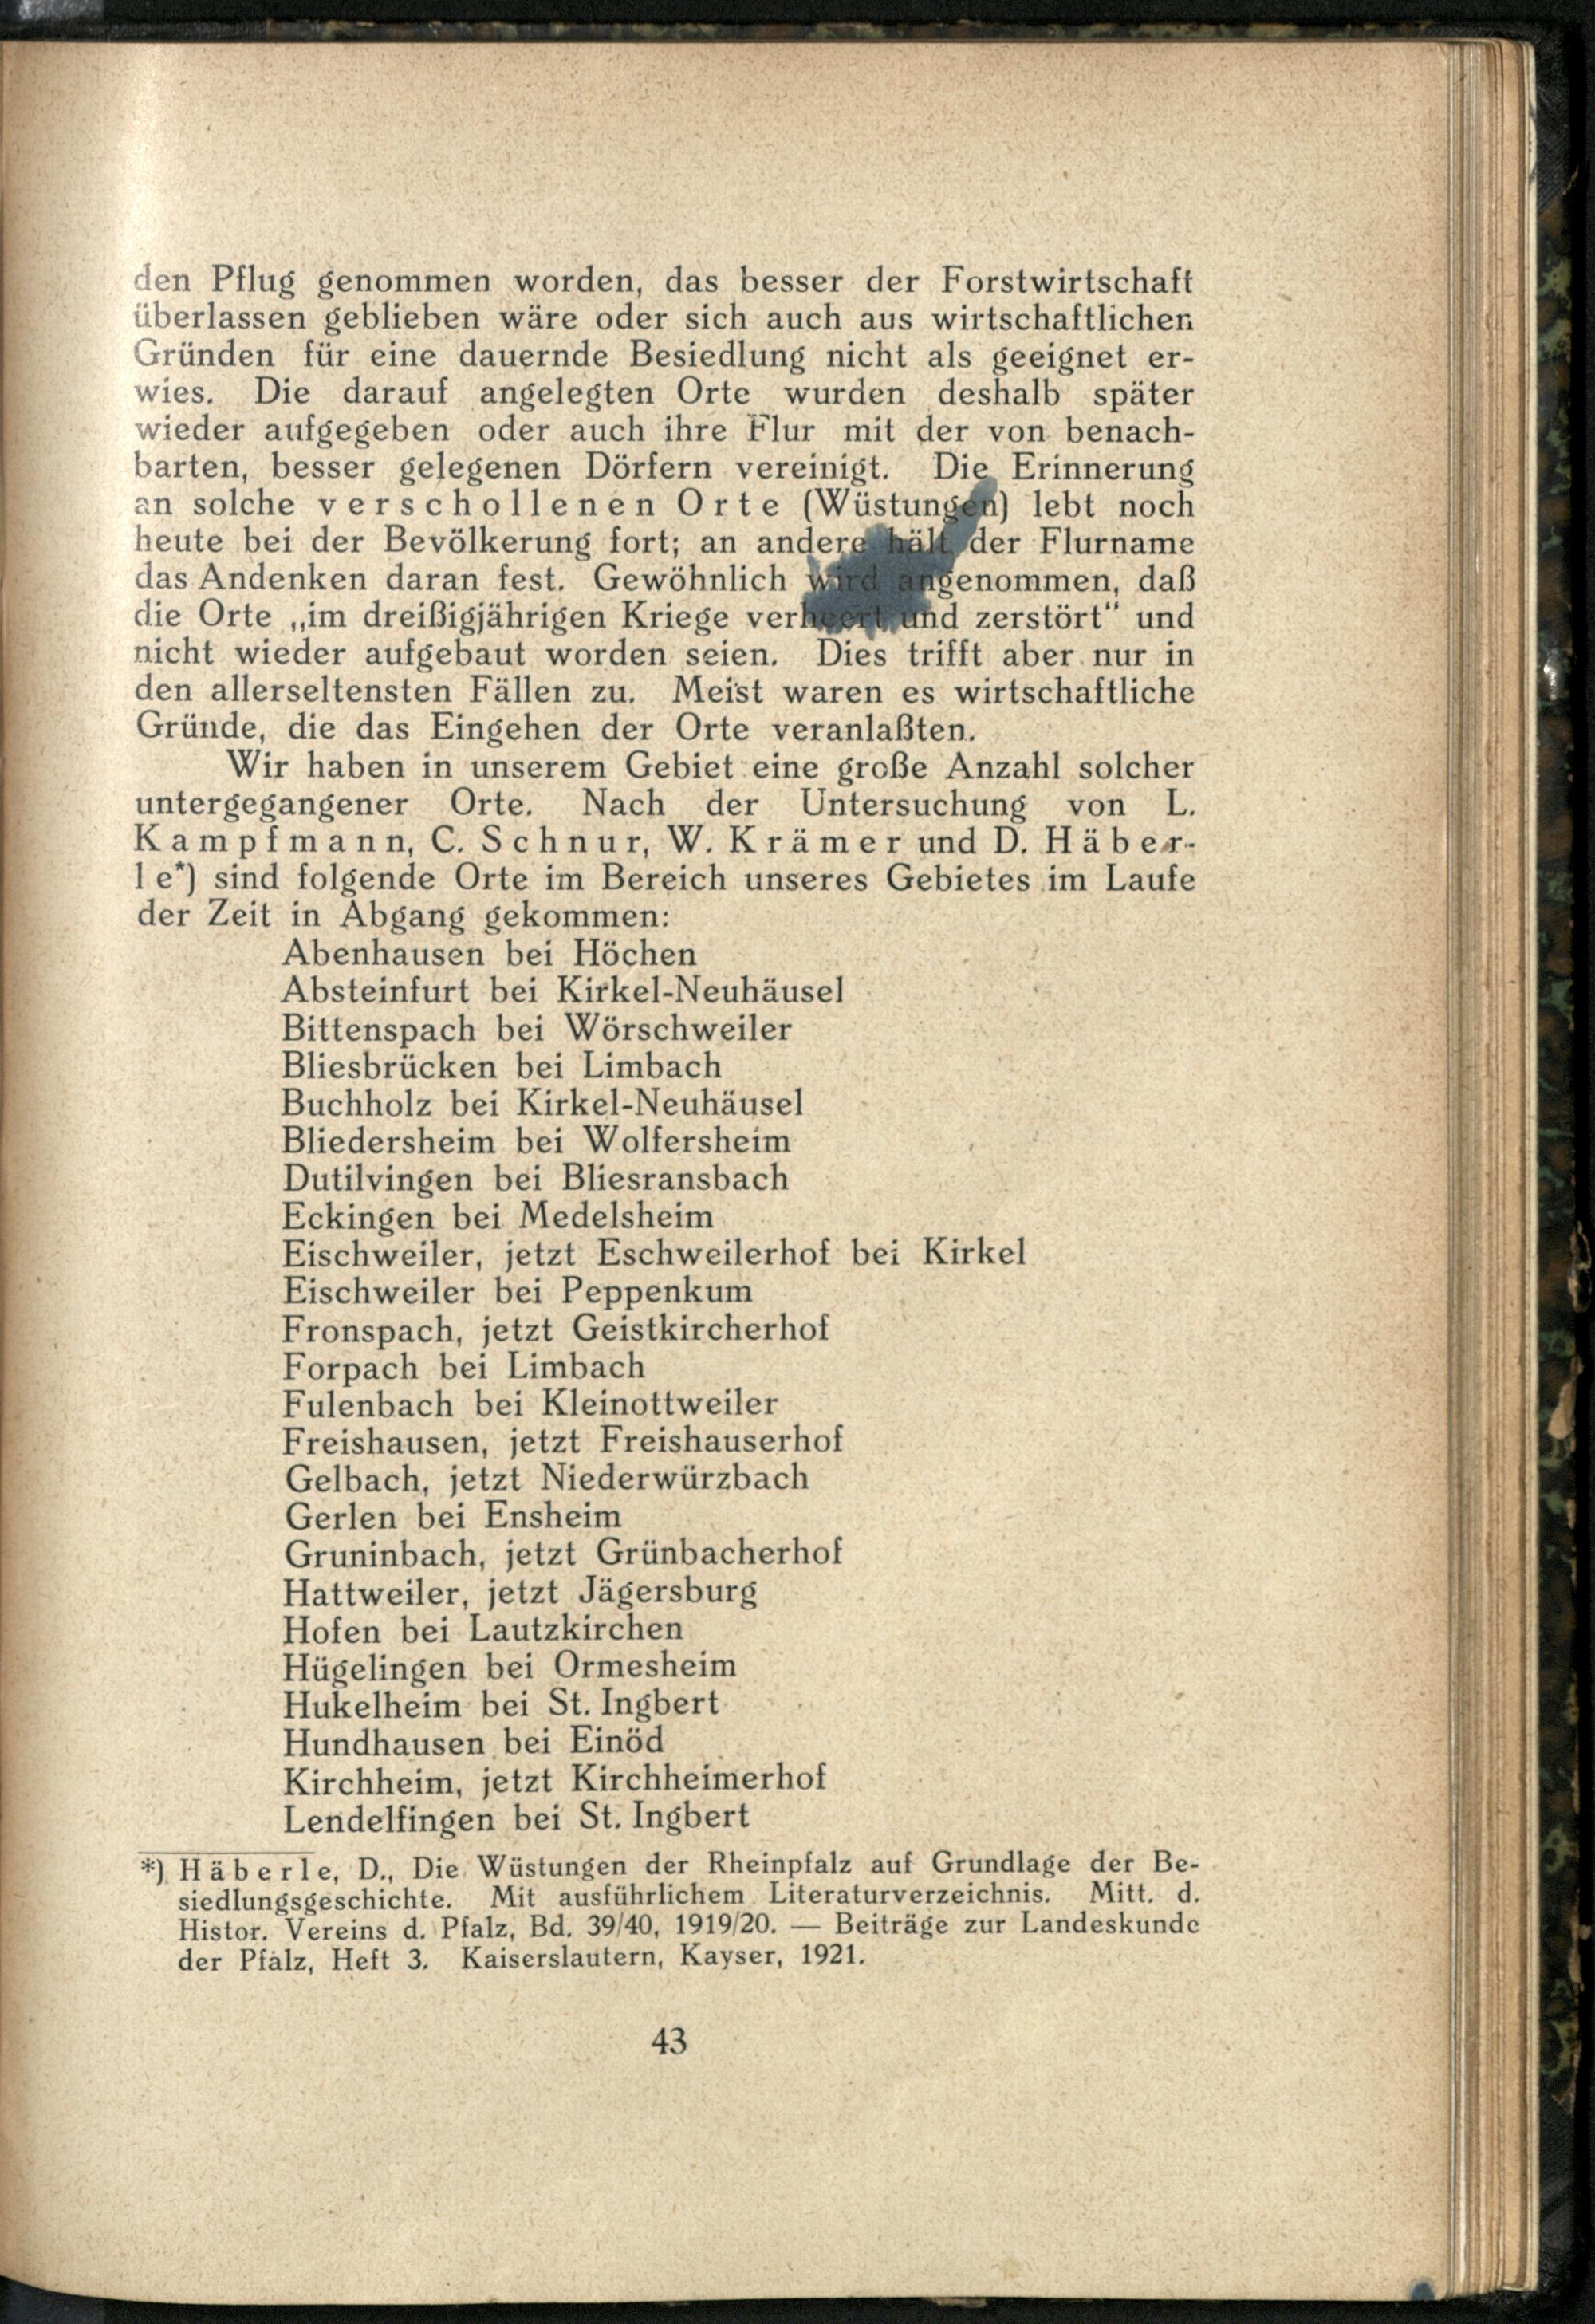 den Pflug genommen worden, das besser der Forstwirtschaft
überlassen geblieben wäre oder sich auch aus wirtschaftlichen
Gründen für eine dauernde Besiedlung nicht als geeignet er-
wies. Die darauf angelegten Orte wurden deshalb später
wieder aufgegeben oder auch ihre Flur mit der von benach-
barten, besser gelegenen Dörfern vereinigt. Die Erinnerung
an solche verschollenen Orte (Wüstungen) lebt noch
heute bei der Bevölkerung fort; an andere hält der Flurname
das Andenken daran fest. Gewöhnlich wird angenommen, daß
die Orte „im dreißigjährigen Kriege verheert und zerstört“ und
nicht wieder aufgebaut worden seien. Dies trifft aber nur in
den allerseltensten Fällen zu. Meist waren es wirtschaftliche
Gründe, die das Eingehen der Orte veranlaßten.
Wir haben in unserem Gebiet eine große Anzahl solcher
untergegangener Orte. Nach der Untersuchung von L.
Kampfmann, C. Schnur, W. Krämer und D. Häber-
le*) sind folgende Orte im Bereich unseres Gebietes im Laufe
der Zeit in Abgang gekommen:
Abenhausen bei Höchen
Absteinfurt bei Kirkel-Neuhäusel
Bittenspach bei Wörschweiler
Bliesbrücken bei Limbach
Buchholz bei Kirkel-Neuhäusel
Bliedersheim bei Wolfersheim
Dutilvingen bei Bliesransbach
Eckingen bei Medelsheim
Eischweiler, jetzt Eschweilerhof bei Kirkel
Eischweiler bei Peppenkum
Fronspach, jetzt Geistkircherhof
Forpach bei Limbach
Fulenbach bei Kleinottweiler
Freishausen, jetzt Freishauserhof
Gelbach, jetzt Niederwürzbach
Gerlen bei Ensheim
Gruninbach, jetzt Grünbacherhof
Hattweiler, jetzt Jägersburg
Hofen bei Lautzkirchen
Hügelingen bei Ormesheim
Hukelheim bei St. Ingbert
Hundhausen bei Einöd
Kirchheim, jetzt Kirchheimerhof
Lendelfingen bei St. Ingbert
*) Häberle, D., Die Wüstungen der Rheinpfalz auf Grundlage der Be-
siedlungsgeschichte. Mit ausführlichem Literaturverzeichnis. Mitt. d.
Histor. Vereins d. Pfalz, Bd. 39/40, 1919/20. — Beiträge zur Landeskunde
der Pfalz, Heft 3. Kaiserslautern, Kayser, 1921.
43